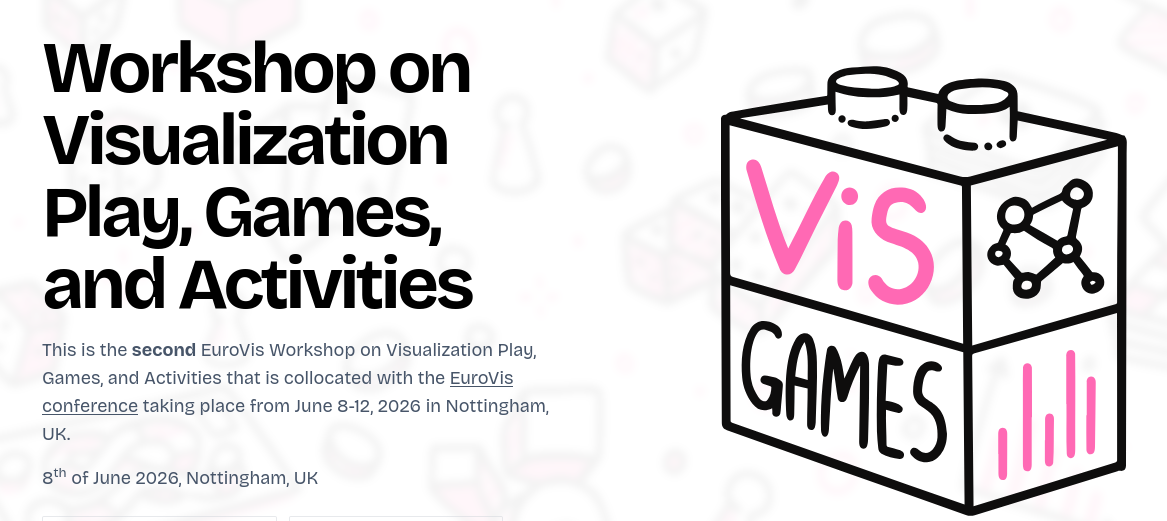 Workshop on
Visualization
Play, Games,
and Activities
This is the second EuroVis Workshop on Visualization Play,
Games, and Activities that is collocated with the EuroVis
conference taking place from June 8-12, 2026 in Nottingham,
UK.
8th of June 2026, Nottingham, UK
ViS
GAMES